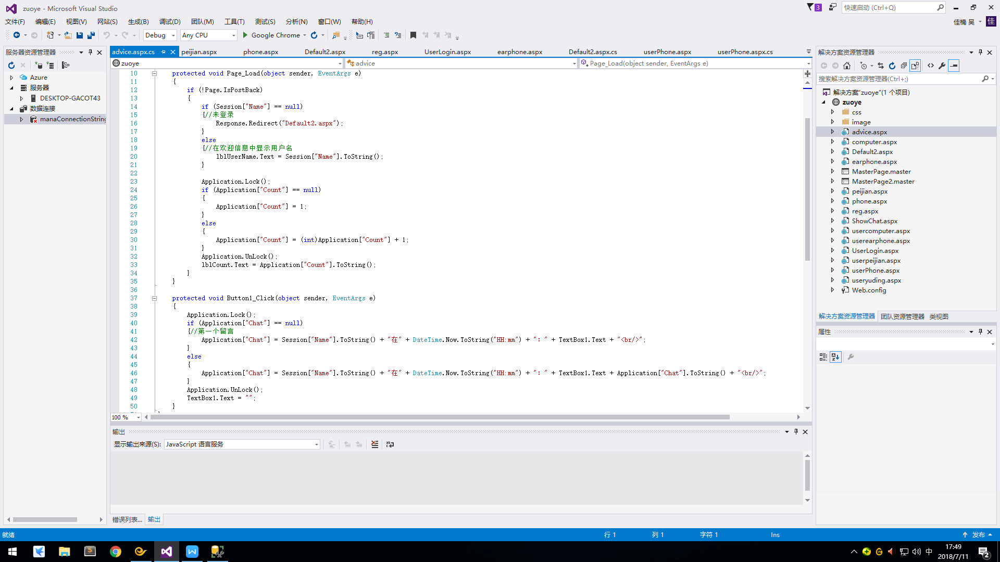 zuoye - Microsoft Visual Studio
3
快速启动 (Ctrl+Q)
文件(F) 编辑(E) 视图(V) 网站(S) 生成(B) 调试(D) 团队(M) 工具(T) 测试(S) 分析(N) 窗口(W) 帮助(H)
佳楠 吴 佳
Debug Any CPU Google Chrome
服务器资源管理器
Azure
服务器
DESKTOP-GACOT43
数据连接
manaConnectionString
advice.aspx.cs peijian.aspx phone.aspx Default2.aspx reg.aspx UserLogin.aspx earphone.aspx Default2.aspx.cs userPhone.aspx userPhone.aspx.cs
zuoye advice Page_Load(object sender, EventArgs e)
10 protected void Page_Load(object sender, EventArgs e)
11 {
12 if (!Page.IsPostBack)
13 {
14 if (Session["Name"] == null)
15 {//未登录
16 Response.Redirect("Default2.aspx");
17 }
18 else
19 {//在欢迎信息中显示用户名
20 lblUserName.Text = Session["Name"].ToString();
21 }
22
23 Application.Lock();
24 if (Application["Count"] == null)
25 {
26 Application["Count"] = 1;
27 }
28 else
29 {
30 Application["Count"] = (int)Application["Count"] + 1;
31 }
32 Application.UnLock();
33 lblCount.Text = Application["Count"].ToString();
34 }
35 }
36
37 protected void Button1_Click(object sender, EventArgs e)
38 {
39 Application.Lock();
40 if (Application["Chat"] == null)
41 {//第一个留言
42 Application["Chat"] = Session["Name"].ToString() + "在" + DateTime.Now.ToString("HH:mm") + "：" + TextBox1.Text + "<br/>";
43 }
44 else
45 {
46 Application["Chat"] = Session["Name"].ToString() + "在" + DateTime.Now.ToString("HH:mm") + "：" + TextBox1.Text + Application["Chat"].ToString() + "<br/>";
47 }
48 Application.UnLock();
49 TextBox1.Text = "";
50 }
100 %
输出
显示输出来源(S): JavaScript 语言服务
错误列表... 输出
解决方案资源管理器
搜索解决方案资源管理器(Ctrl+;)
解决方案"zuoye"(1 个项目)
zuoye
css
image
advice.aspx
computer.aspx
Default2.aspx
earphone.aspx
MasterPage.master
MasterPage2.master
peijian.aspx
phone.aspx
reg.aspx
ShowChat.aspx
usercomputer.aspx
userearphone.aspx
UserLogin.aspx
userpeijian.aspx
userPhone.aspx
useryuding.aspx
Web.config
解决方案资源管理器 团队资源管理器 类视图
属性
就绪 行 1 列 1 字符 1 Ins 发布
中
17:49
2018/7/11
2